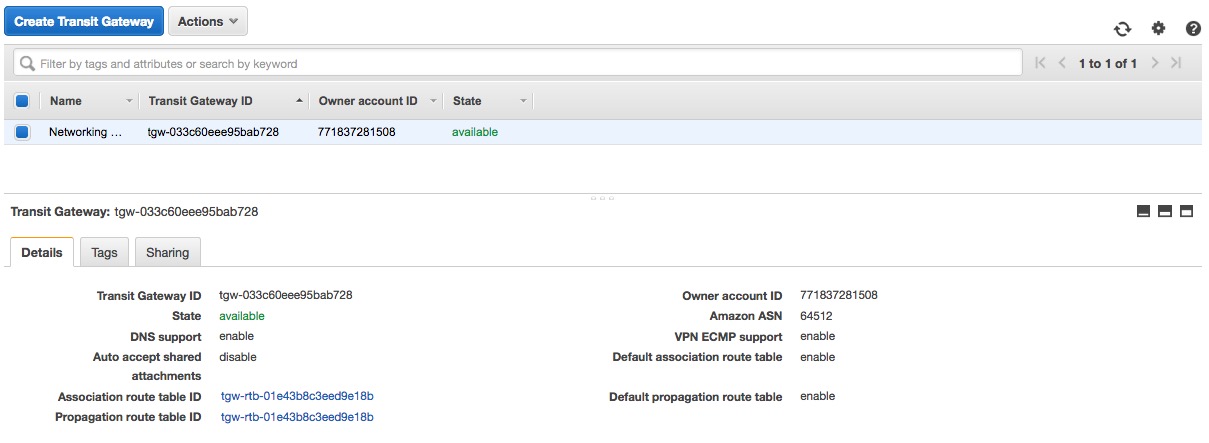 Create Transit Gateway Actions
Filter by tags and attributes or search by keyword 1 to 1 of 1
Name Transit Gateway ID Owner account ID State
Networking ... tgw-033c60eee95bab728 771837281508 available
Transit Gateway: tgw-033c60eee95bab728
Details Tags Sharing
Transit Gateway ID tgw-033c60eee95bab728 Owner account ID 771837281508
State available Amazon ASN 64512
DNS support enable VPN ECMP support enable
Auto accept shared disable Default association route table enable
attachments
Association route table ID tgw-rtb-01e43b8c3eed9e18b Default propagation route table enable
Propagation route table ID tgw-rtb-01e43b8c3eed9e18b